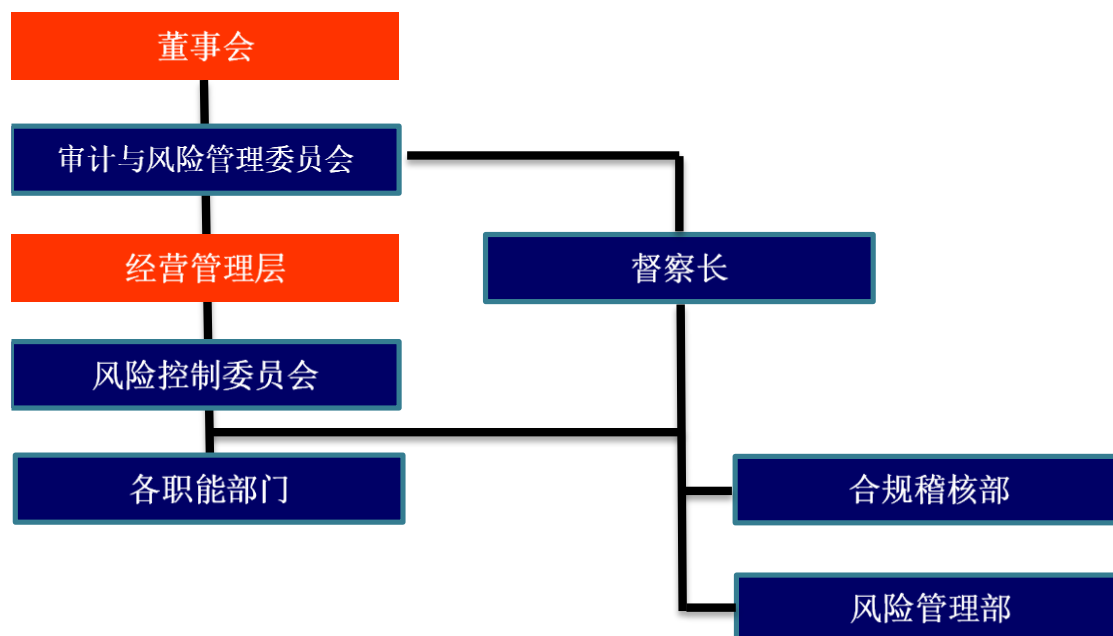 董事会
审计与风险管理委员会
经营管理层
督察长
风险控制委员会
各职能部门
合规稽核部
风险管理部